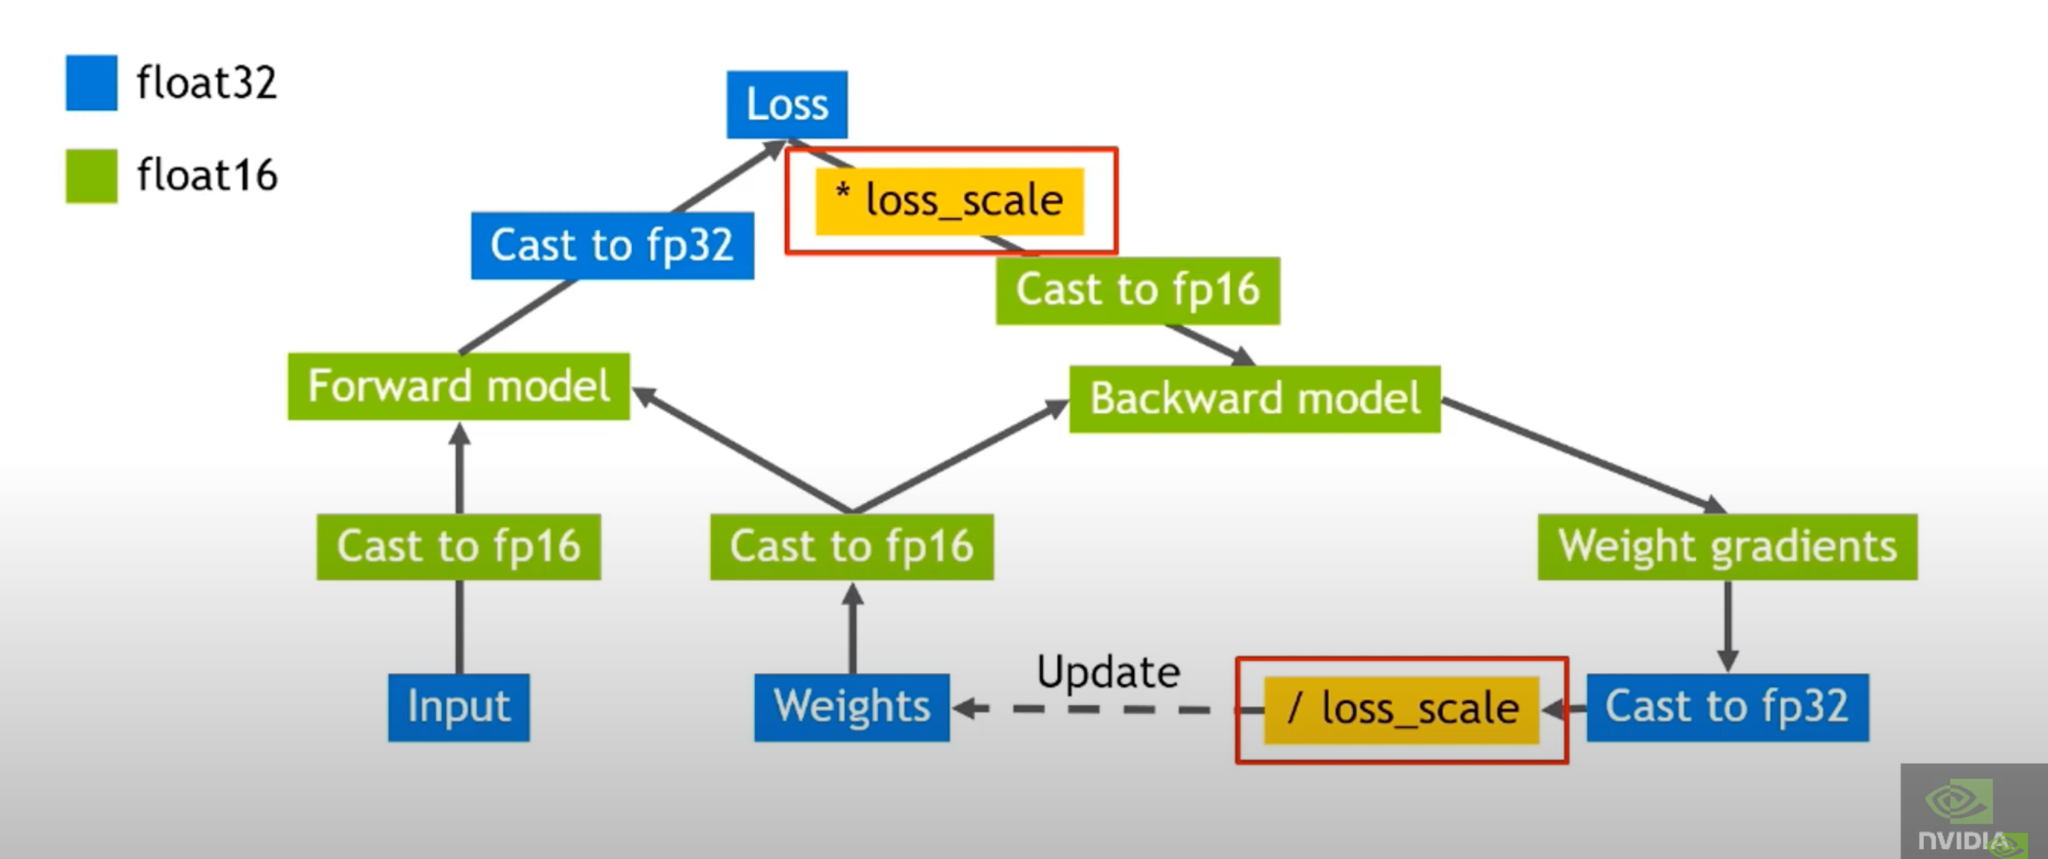 float32
float16
Loss
* loss_scale
Cast to fp32
Cast to fp16
Forward model
Backward model
Cast to fp16
Cast to fp16
Weight gradients
Update
Input
Weights
/ loss_scale
Cast to fp32
NVIDIA